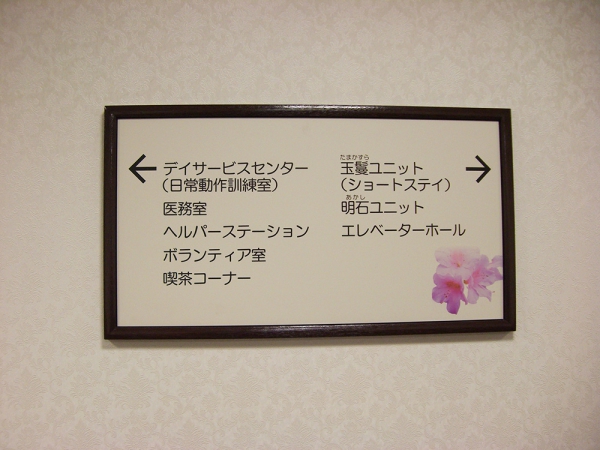 ← デイサービスセンター
(日常動作訓練室)
医務室
ヘルパーステーション
ボランティア室
喫茶コーナー
たまかずら
玉鬘ユニット →
(ショートステイ)
あかし
明石ユニット
エレベーターホール